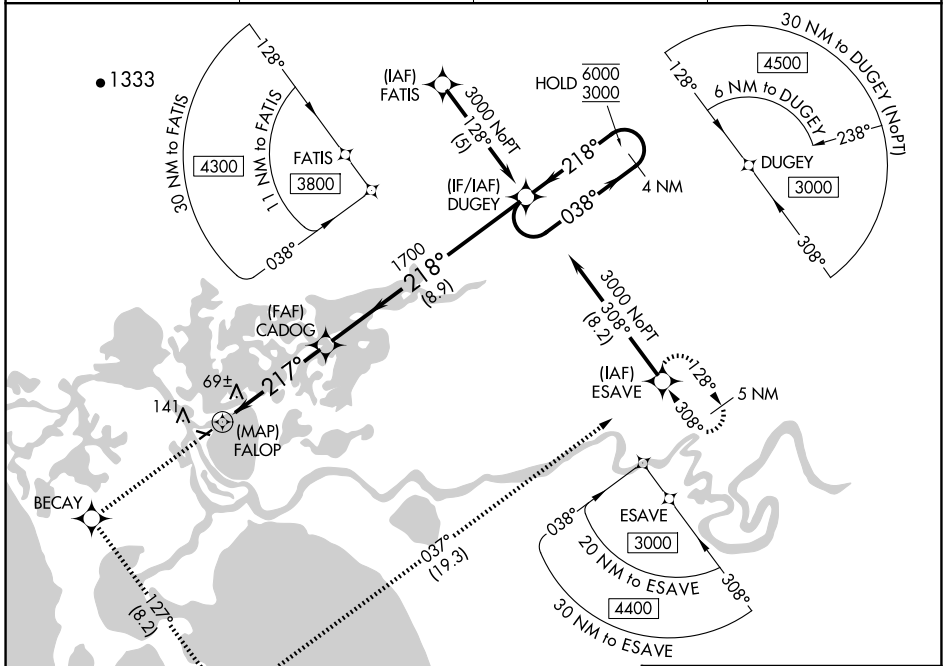 1333
128°
30 NM to FATIS
4300
11 NM to FATIS
FATIS
3800
038°
(IAF)
FATIS
3000 NoPT
128°
(5)
HOLD
6000
3000
218°
038°
4 NM
(IF/IAF)
DUGEY
30 NM to DUGEY (NoPT)
4500
128°
6 NM to DUGEY
238°
DUGEY
3000
308°
1700
218°
(8.9)
(FAF)
CADOG
217°
3000 NoPT
308°
(8.2)
(IAF)
ESAVE
128°
308°
5 NM
69±
141
(MAP)
FALOP
BECAY
127°
(8.2)
037°
(19.3)
038°
ESAVE
3000
20 NM to ESAVE
308°
4400
30 NM to ESAVE